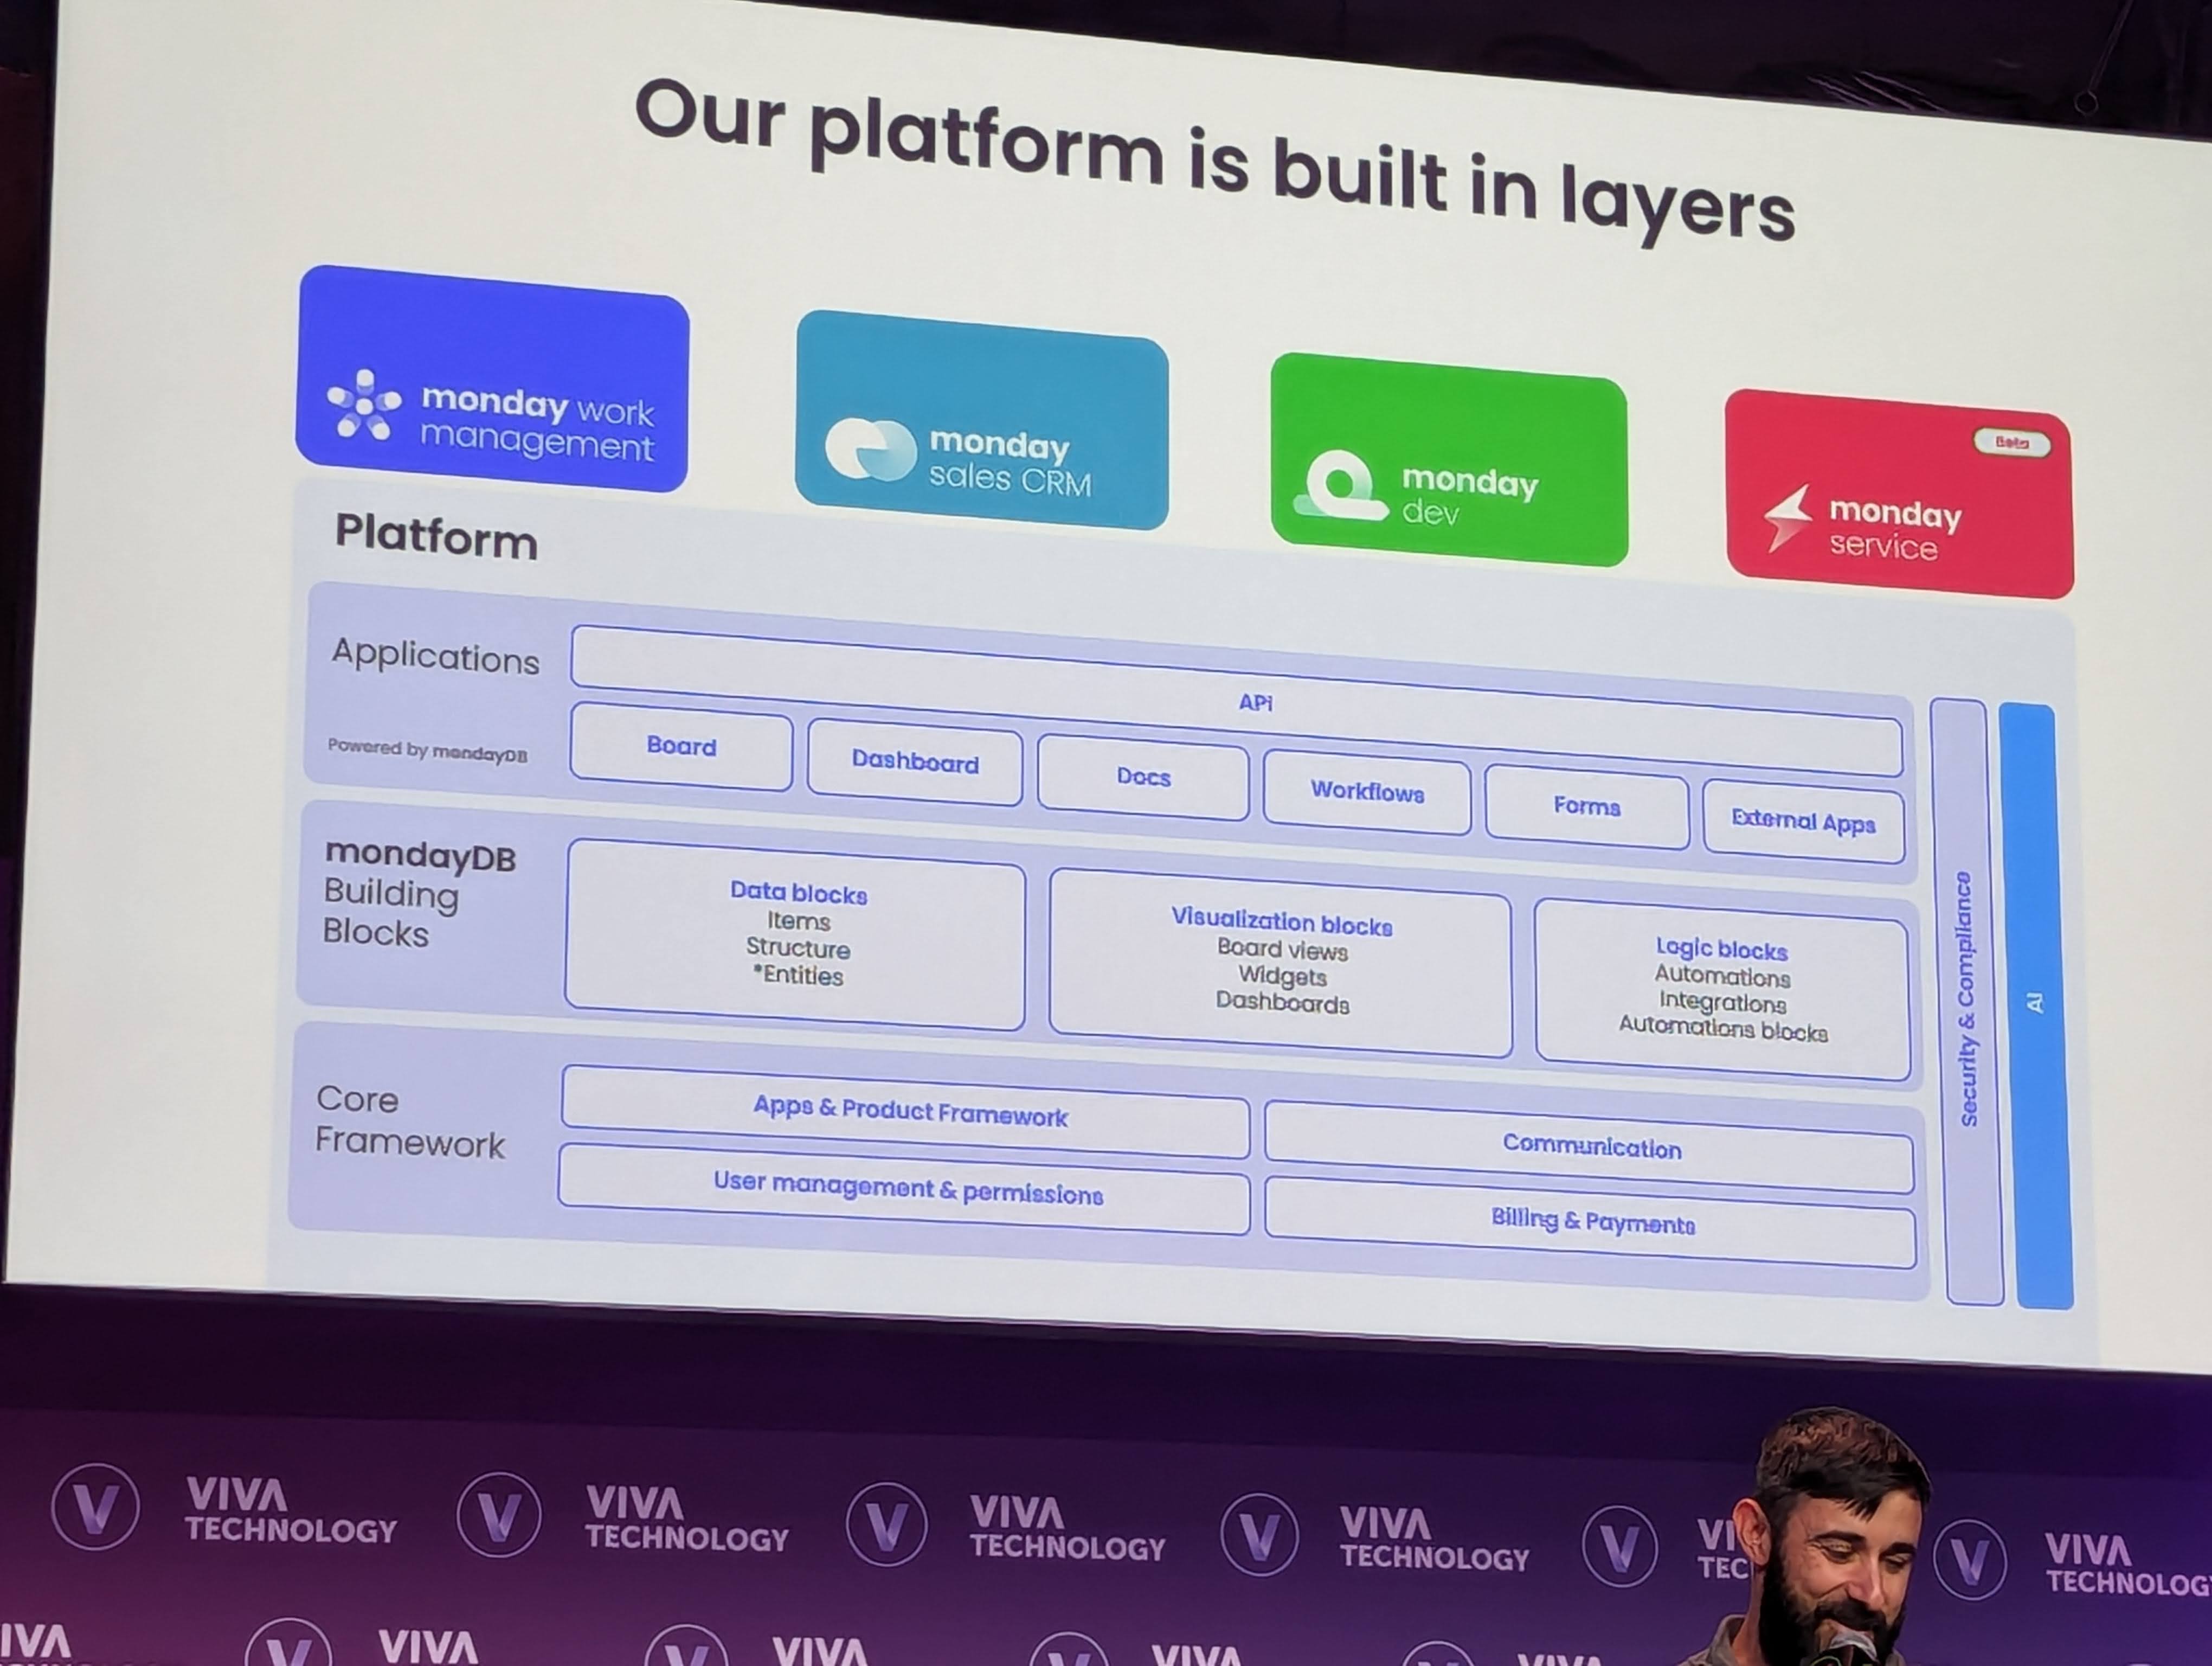 Our platform is built in layers
monday work
management
monday
sales CRM
monday
dev
Beta
monday
service
Platform
Applications
Powered by mondayDB
API
Board
Dashboard
Docs
Workflows
Forms
External Apps
mondayDB
Building
Blocks
Data blocks
Items
Structure
*Entities
Visualization blocks
Board views
Widgets
Dashboards
Logic blocks
Automations
Integrations
Automations blocks
Core
Framework
Apps & Product Framework
Communication
User management & permissions
Billing & Payments
Security & Compliance
AI
V VIVA
TECHNOLOGY
V VIVA
TECHNOLOGY
V VIVA
TECHNOLOGY
V VIVA
TECHNOLOGY
V VI
TEC
V VIVA
TECHNOLOG
IVA
V VIVA
V VIVA
V VIVA
VIVA